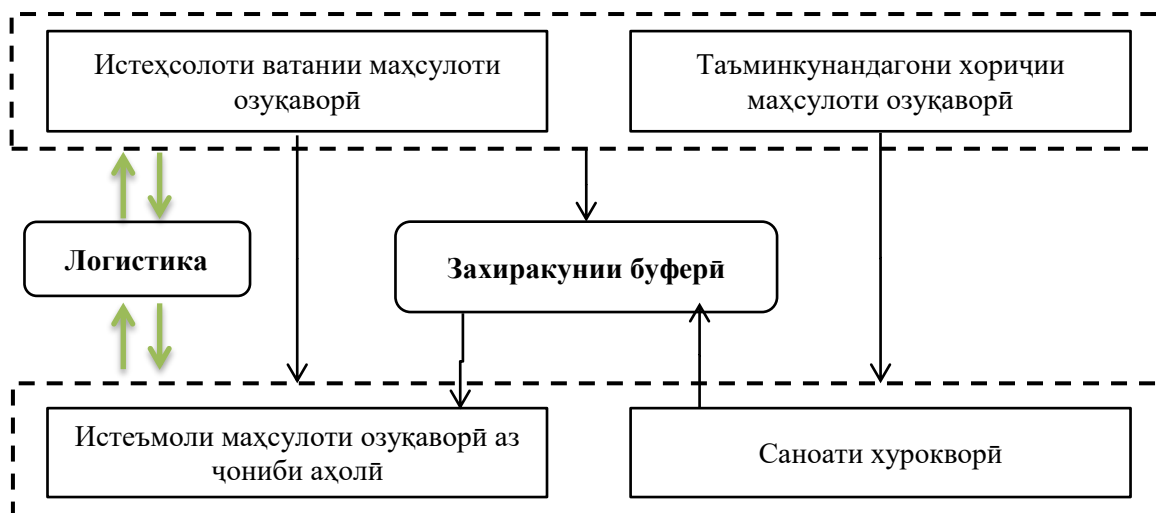 Истеҳсолоти ватании маҳсулоти
озуқаворӣ
Таъминкунандагони хориҷии
маҳсулоти озуқаворӣ
Логистика
Захиракунии буферӣ
Истеъмоли маҳсулоти озуқаворӣ аз
ҷониби аҳолӣ
Саноати хурокворӣ